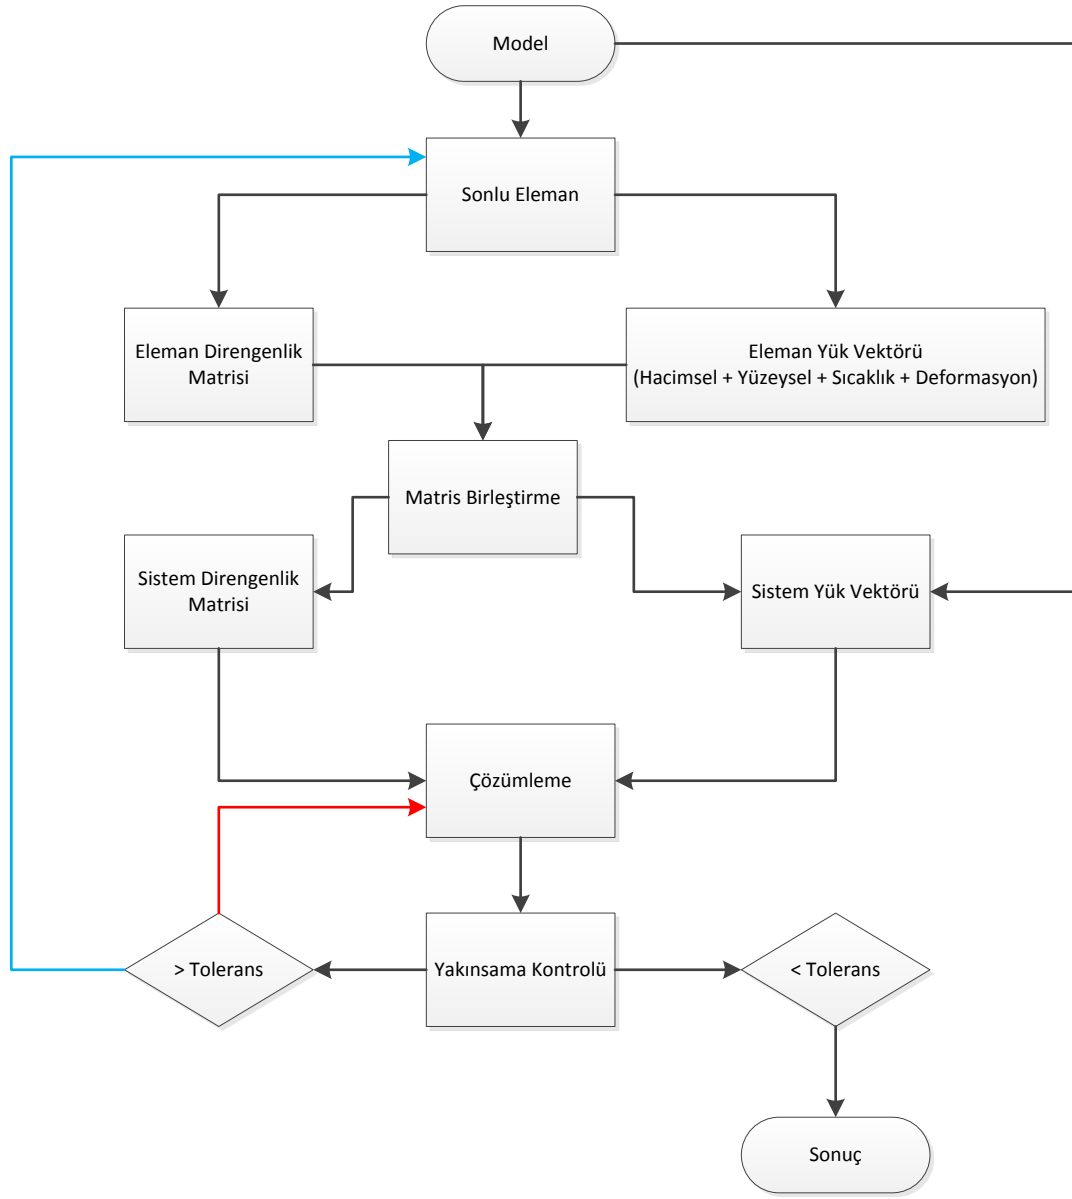 Model
Sonlu Eleman
Eleman Direngenlik
Matrisi
Eleman Yük Vektörü
(Hacimsel + Yüzeysel + Sıcaklık + Deformasyon)
Matris Birleştirme
Sistem Direngenlik
Matrisi
Sistem Yük Vektörü
Çözümleme
> Tolerans
Yakınsama Kontrolü
< Tolerans
Sonuç